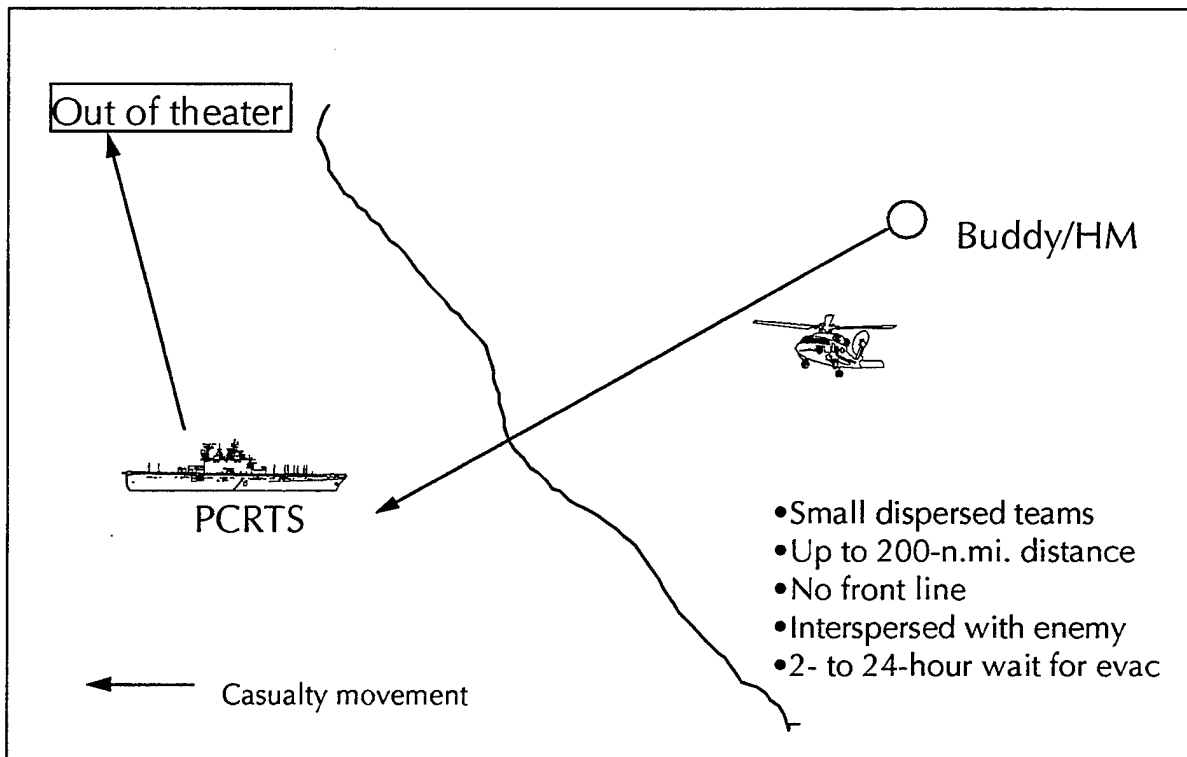 Out of theater
Buddy/HM
PCRTS
•Small dispersed teams
•Up to 200-n.mi. distance
•No front line
•Interspersed with enemy
•2- to 24-hour wait for evac
Casualty movement